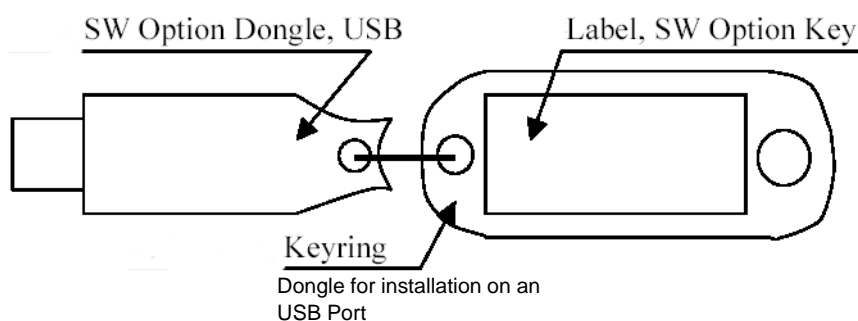 SW Option Dongle, USB
Label, SW Option Key
Keyring
Dongle for installation on an
USB Port